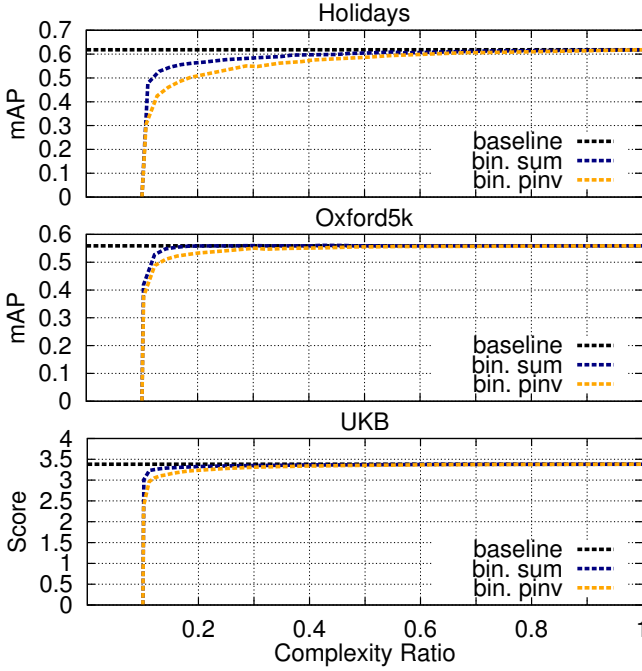 Holidays
0.7
0.6
0.5
0.4
0.3
0.2
0.1
0
mAP
baseline
bin. sum
bin. pinv
Oxford5k
0.6
0.5
0.4
0.3
0.2
0.1
0
mAP
baseline
bin. sum
bin. pinv
UKB
4
3.5
3
2.5
2
1.5
1
0.5
0
Score
baseline
bin. sum
bin. pinv
0.2 0.4 0.6 0.8 1
Complexity Ratio